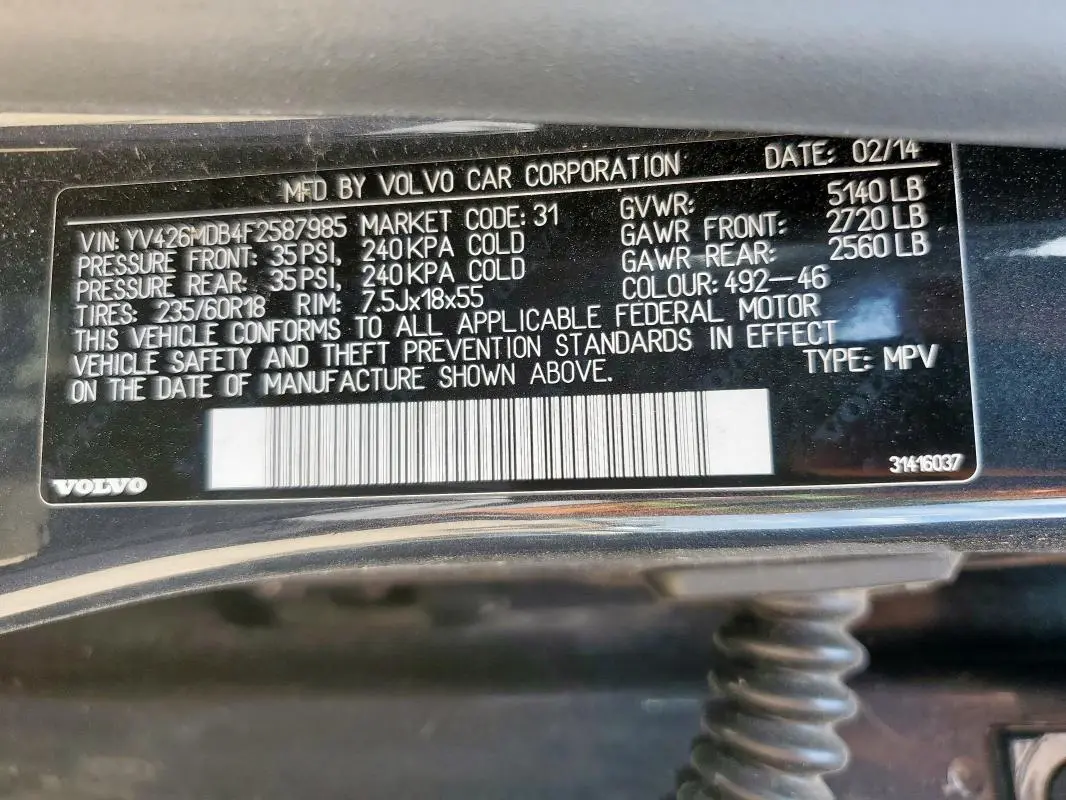 MFD BY VOLVO CAR CORPORATION DATE: 02/14
VIN: YV426MDB4F2587985 MARKET CODE: 31 GVWR: 5140 LB
PRESSURE FRONT: 35 PSI, 240 KPA COLD GAWR FRONT: 2720 LB
PRESSURE REAR: 35 PSI, 240 KPA COLD GAWR REAR: 2560 LB
TIRES: 235/60R18 RIM: 7.5Jx18x55 COLOUR: 492-46
THIS VEHICLE CONFORMS TO ALL APPLICABLE FEDERAL MOTOR
VEHICLE SAFETY AND THEFT PREVENTION STANDARDS IN EFFECT
ON THE DATE OF MANUFACTURE SHOWN ABOVE. TYPE: MPV
VOLVO 31416037